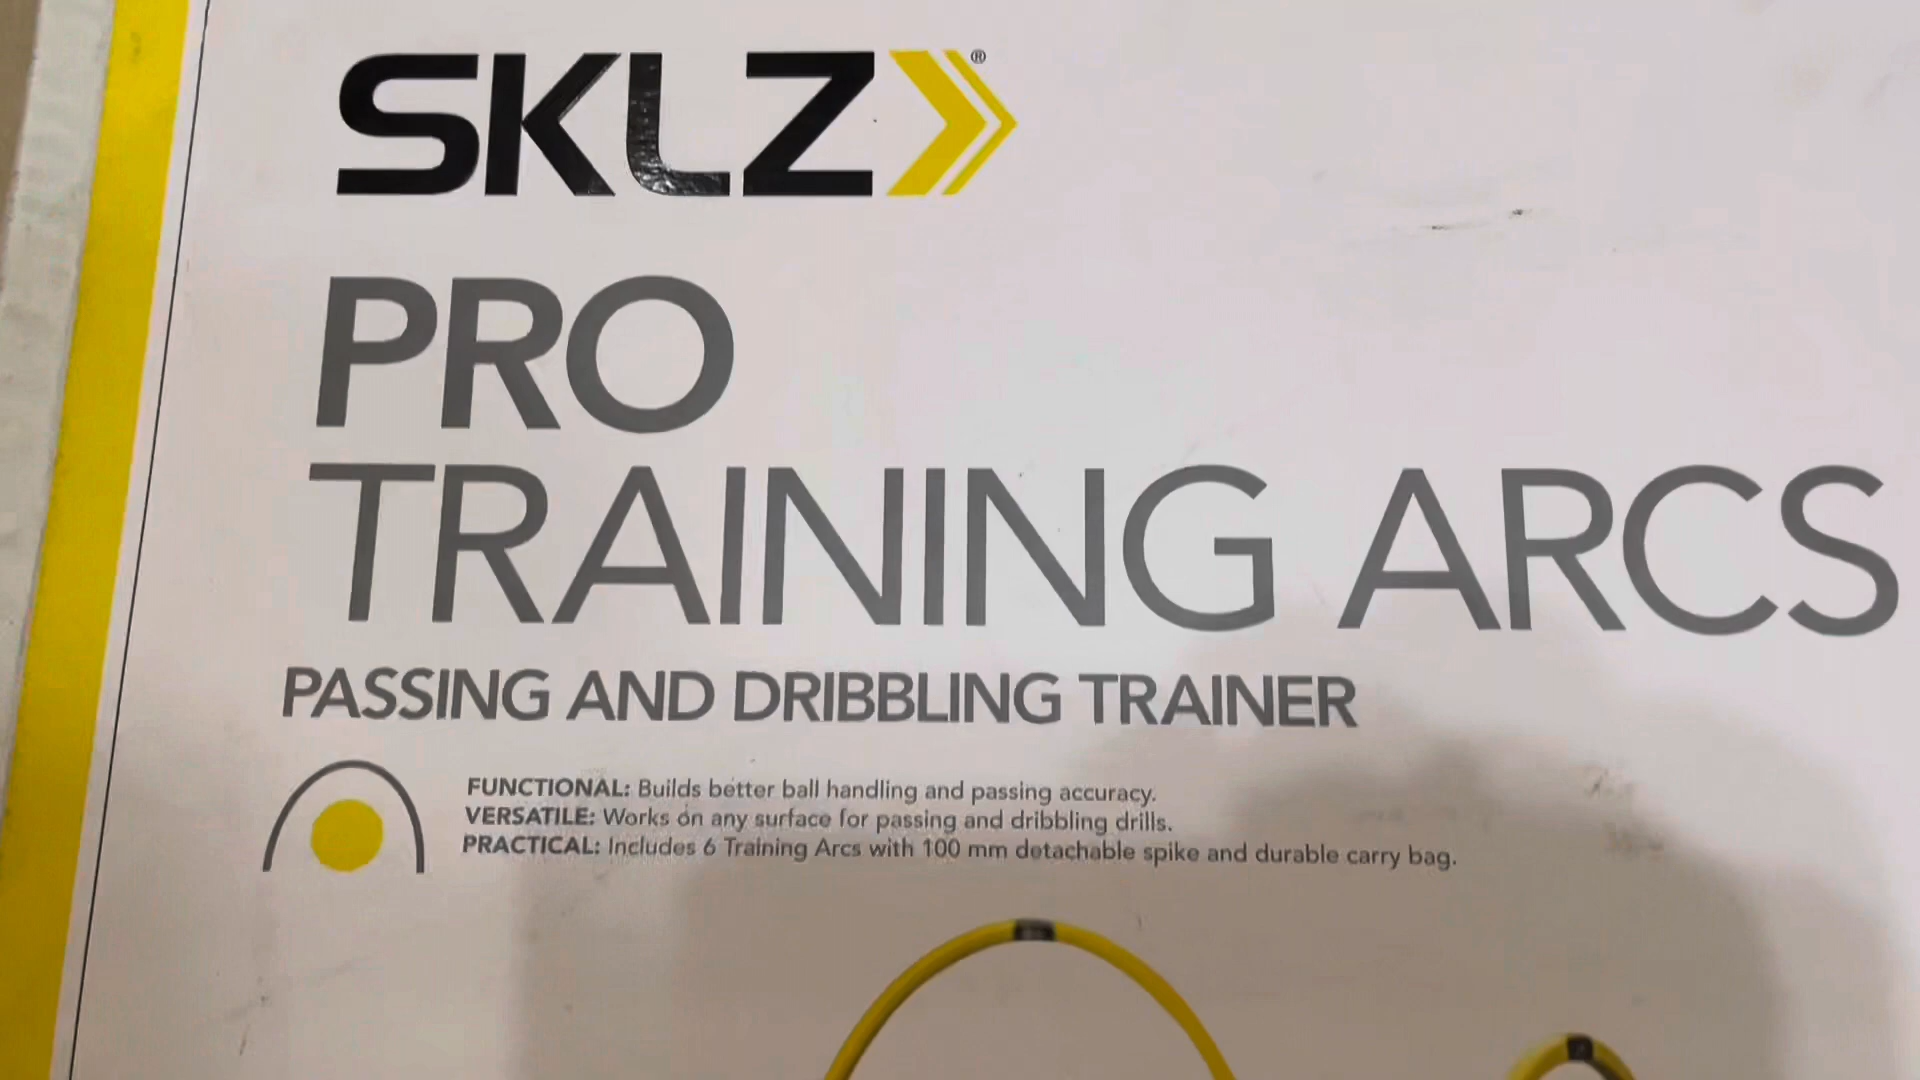 SKLZ®
PRO
TRAINING ARCS
PASSING AND DRIBBLING TRAINER
FUNCTIONAL: Builds better ball handling and passing accuracy.
VERSATILE: Works on any surface for passing and dribbling drills.
PRACTICAL: Includes 6 Training Arcs with 100 mm detachable spike and durable carry bag.